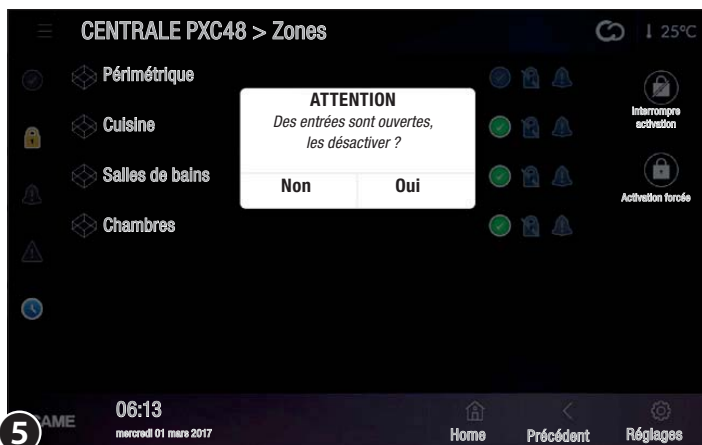 CENTRALE PXC48 > Zones
25°C
Périmétrique
Cuisine
Salles de bains
Chambres
ATTENTION
Des entrées sont ouvertes,
les désactiver ?
Non Oui
Interrompre
activation
Activation forcée
5
CAME
06:13
mercredi 01 mars 2017
Home Précédent Réglages